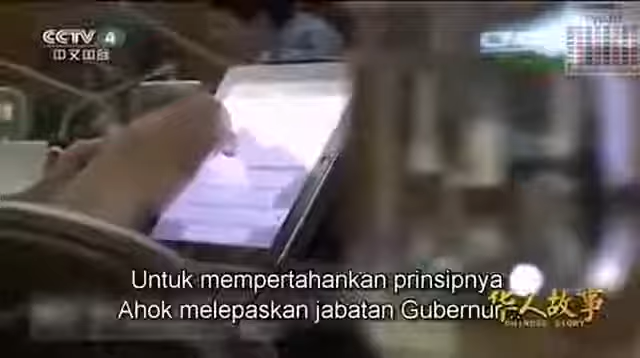 CCTV 4
中文国际
Untuk mempertahankan prinsipnya
Ahok melepaskan jabatan Gubernur
华人故事
CHINESE STORY